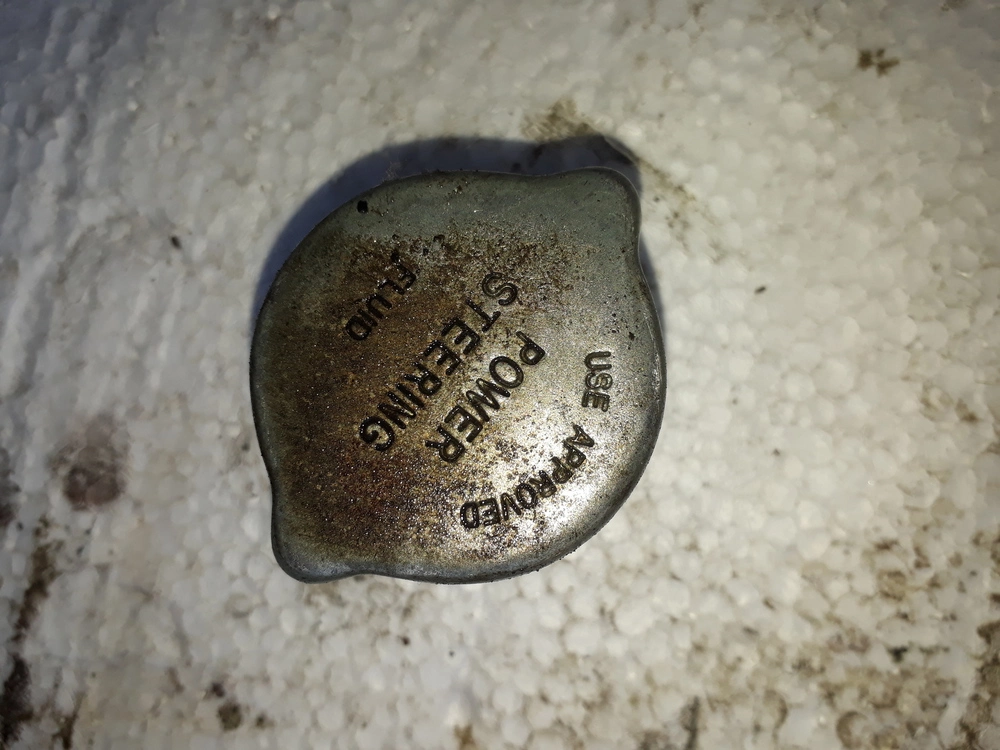 USE APPROVED
POWER
STEERING
FLUID